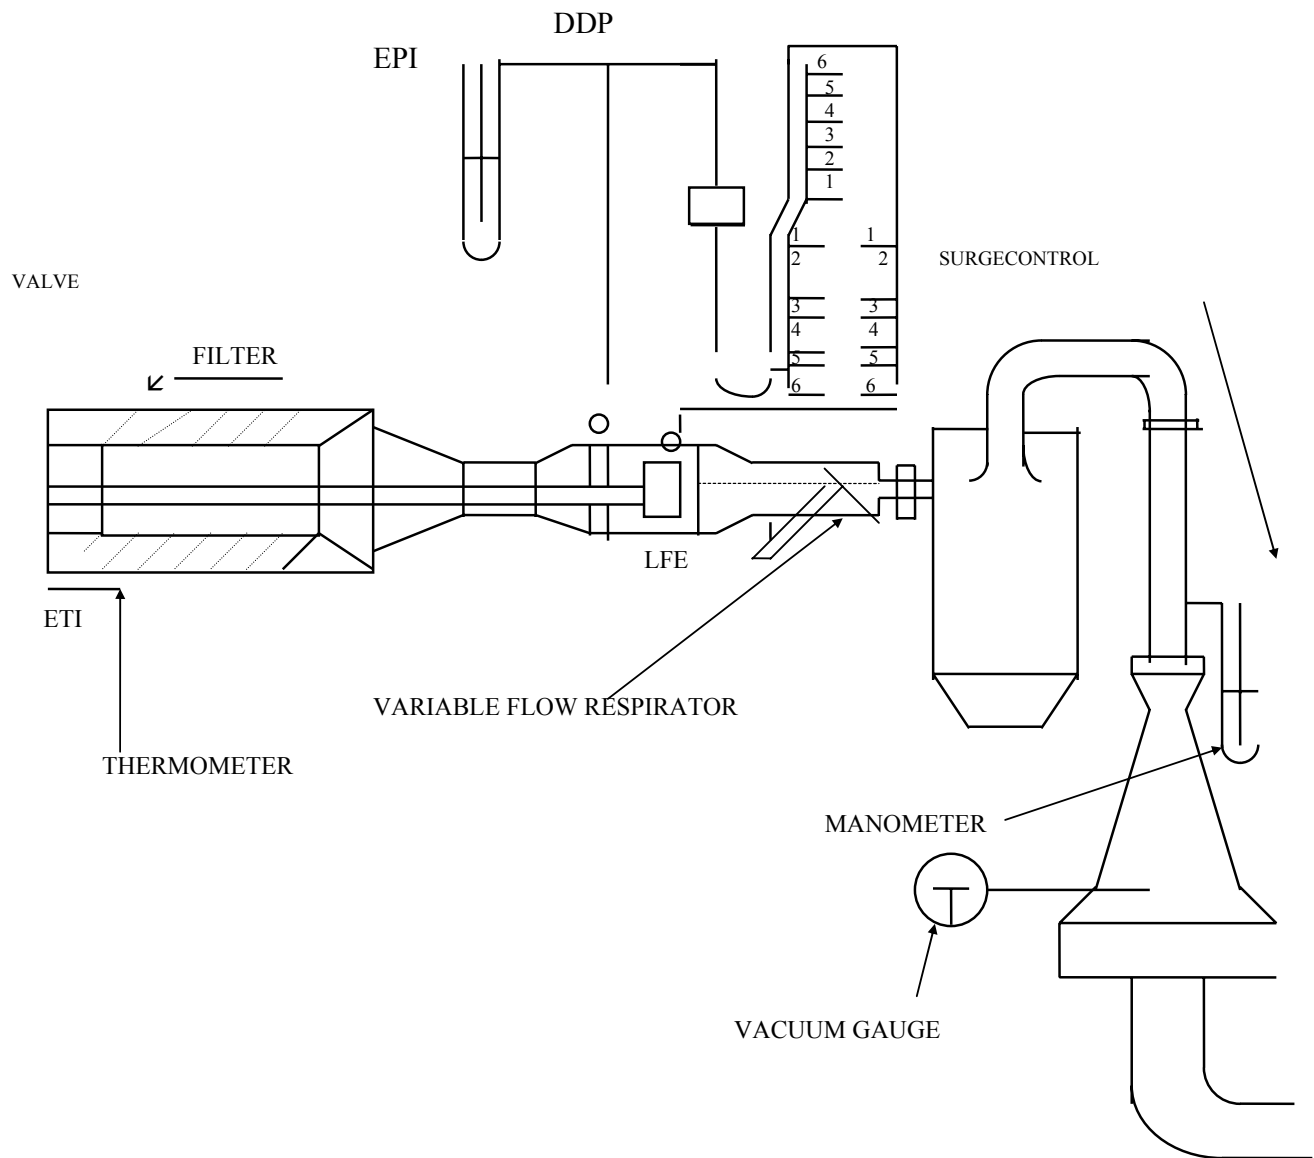 DDP
EPI
6
5
4
3
2
1
1 1
2 2
SURGECONTROL
VALVE
3 3
4 4
FILTER
5 5
6 6
LFE
ETI
VARIABLE FLOW RESPIRATOR
THERMOMETER
MANOMETER
VACUUM GAUGE